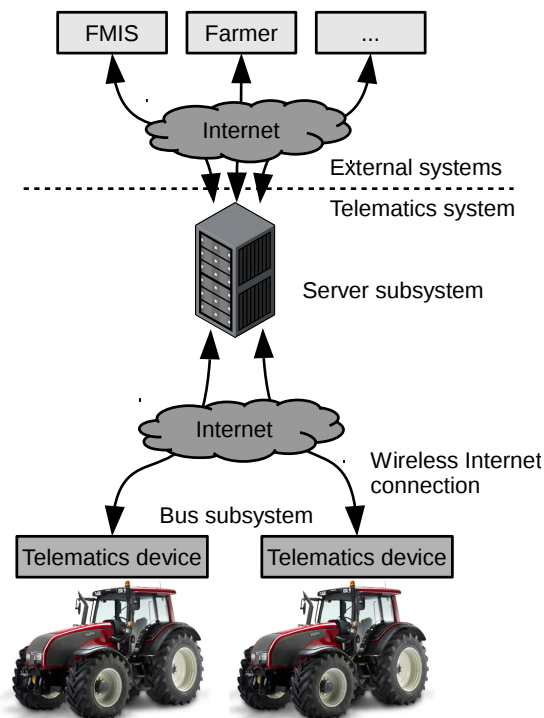 FMIS
Farmer
...
Internet
External systems
Telematics system
Server subsystem
Internet
Wireless Internet
connection
Bus subsystem
Telematics device
Telematics device